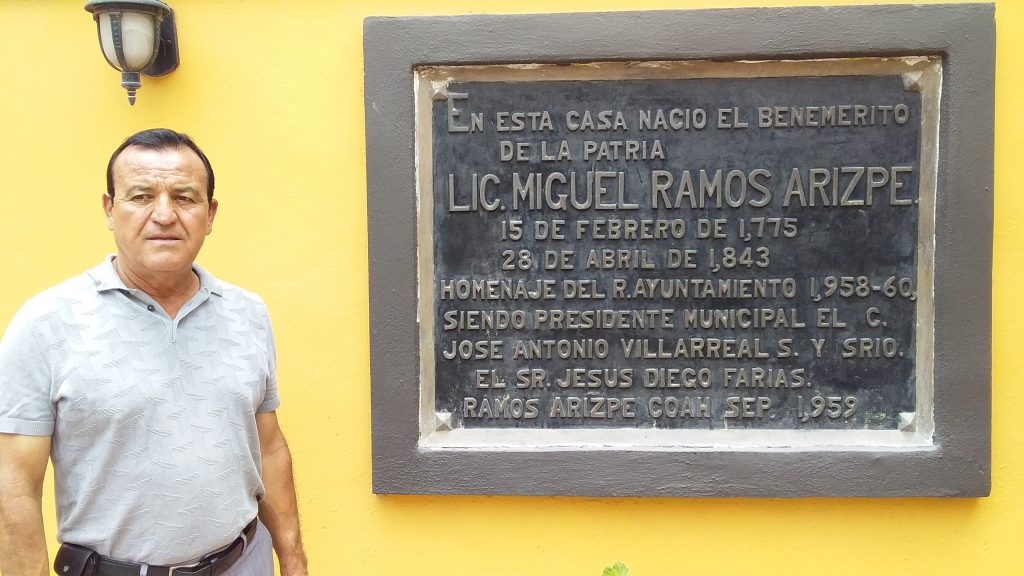 EN ESTA CASA NACIO EL BENEMERITO
DE LA PATRIA
LIC. MIGUEL RAMOS ARIZPE.
15 DE FEBRERO DE 1,775
28 DE ABRIL DE 1,843
HOMENAJE DEL R. AYUNTAMIENTO 1,958-60,
SIENDO PRESIDENTE MUNICIPAL EL C.
JOSE ANTONIO VILLARREAL S. Y SRIO.
EL SR. JESUS DIEGO FARIAS.
RAMOS ARIZPE COAH SEP. 1,959